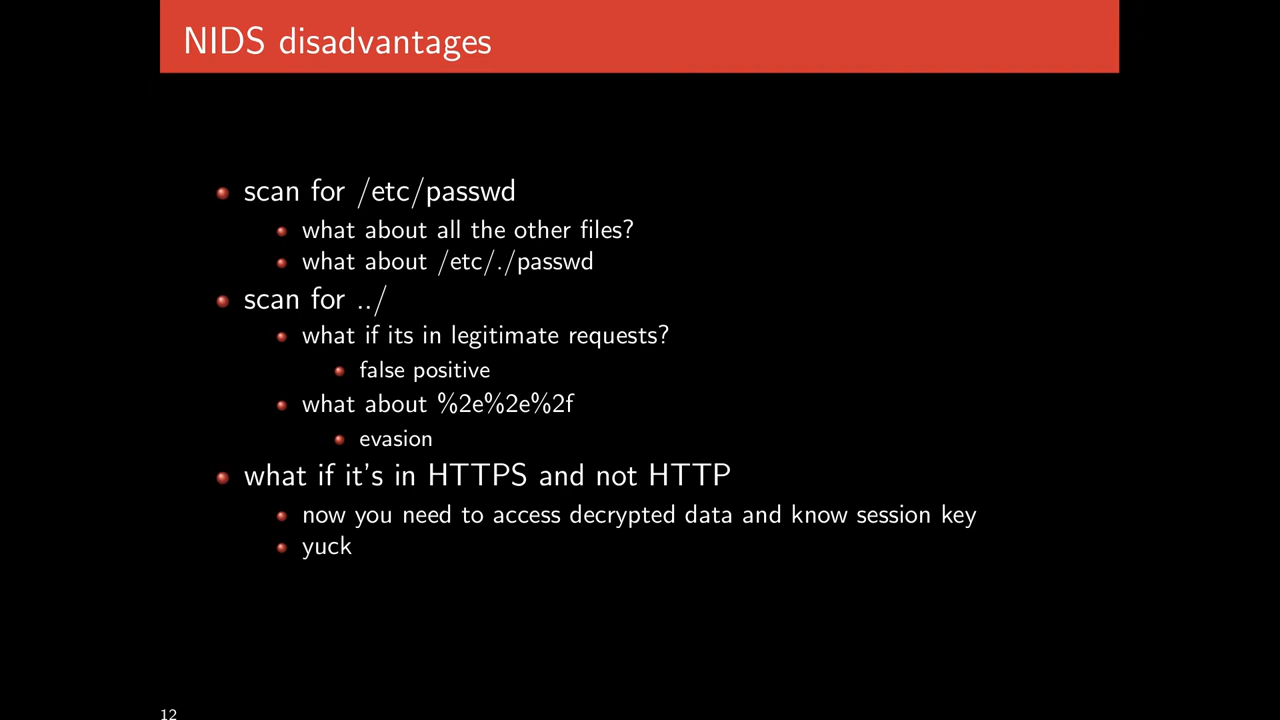 NIDS disadvantages
scan for /etc/passwd
what about all the other files?
what about /etc/./passwd
scan for ../
what if its in legitimate requests?
false positive
what about %2e%2e%2f
evasion
what if it's in HTTPS and not HTTP
now you need to access decrypted data and know session key
yuck
12